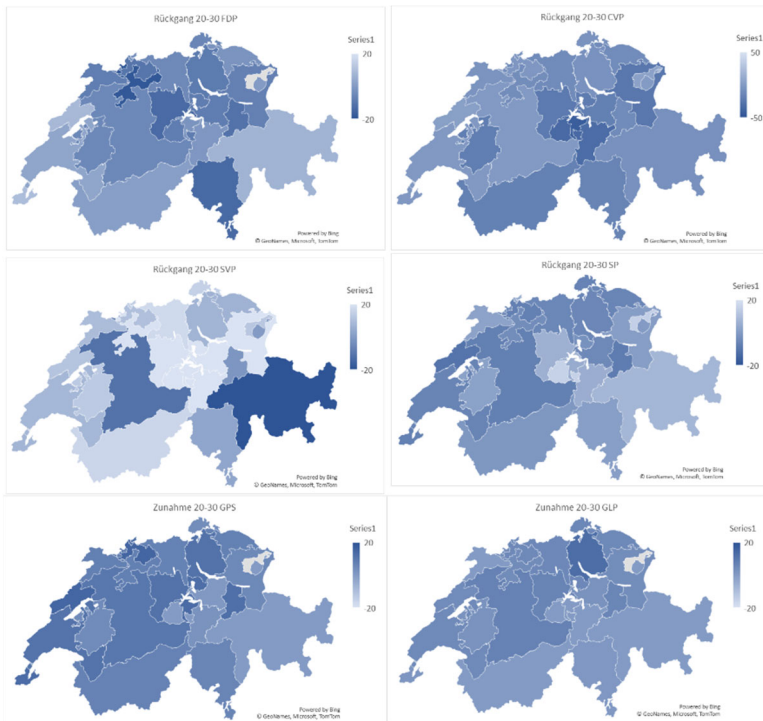 Rückgang 20-30 FDP
Series1
20
-20
Powered by Bing
© GeoNames, Microsoft, TomTom
Rückgang 20-30 CVP
Series1
50
-50
Powered by Bing
© GeoNames, Microsoft, TomTom
Rückgang 20-30 SVP
Series1
20
-20
Powered by Bing
© GeoNames, Microsoft, TomTom
Rückgang 20-30 SP
Series1
20
-20
Powered by Bing
© GeoNames, Microsoft, TomTom
Zunahme 20-30 GPS
Series1
20
-20
Powered by Bing
© GeoNames, Microsoft, TomTom
Zunahme 20-30 GLP
Series1
20
-20
Powered by Bing
© GeoNames, Microsoft, TomTom